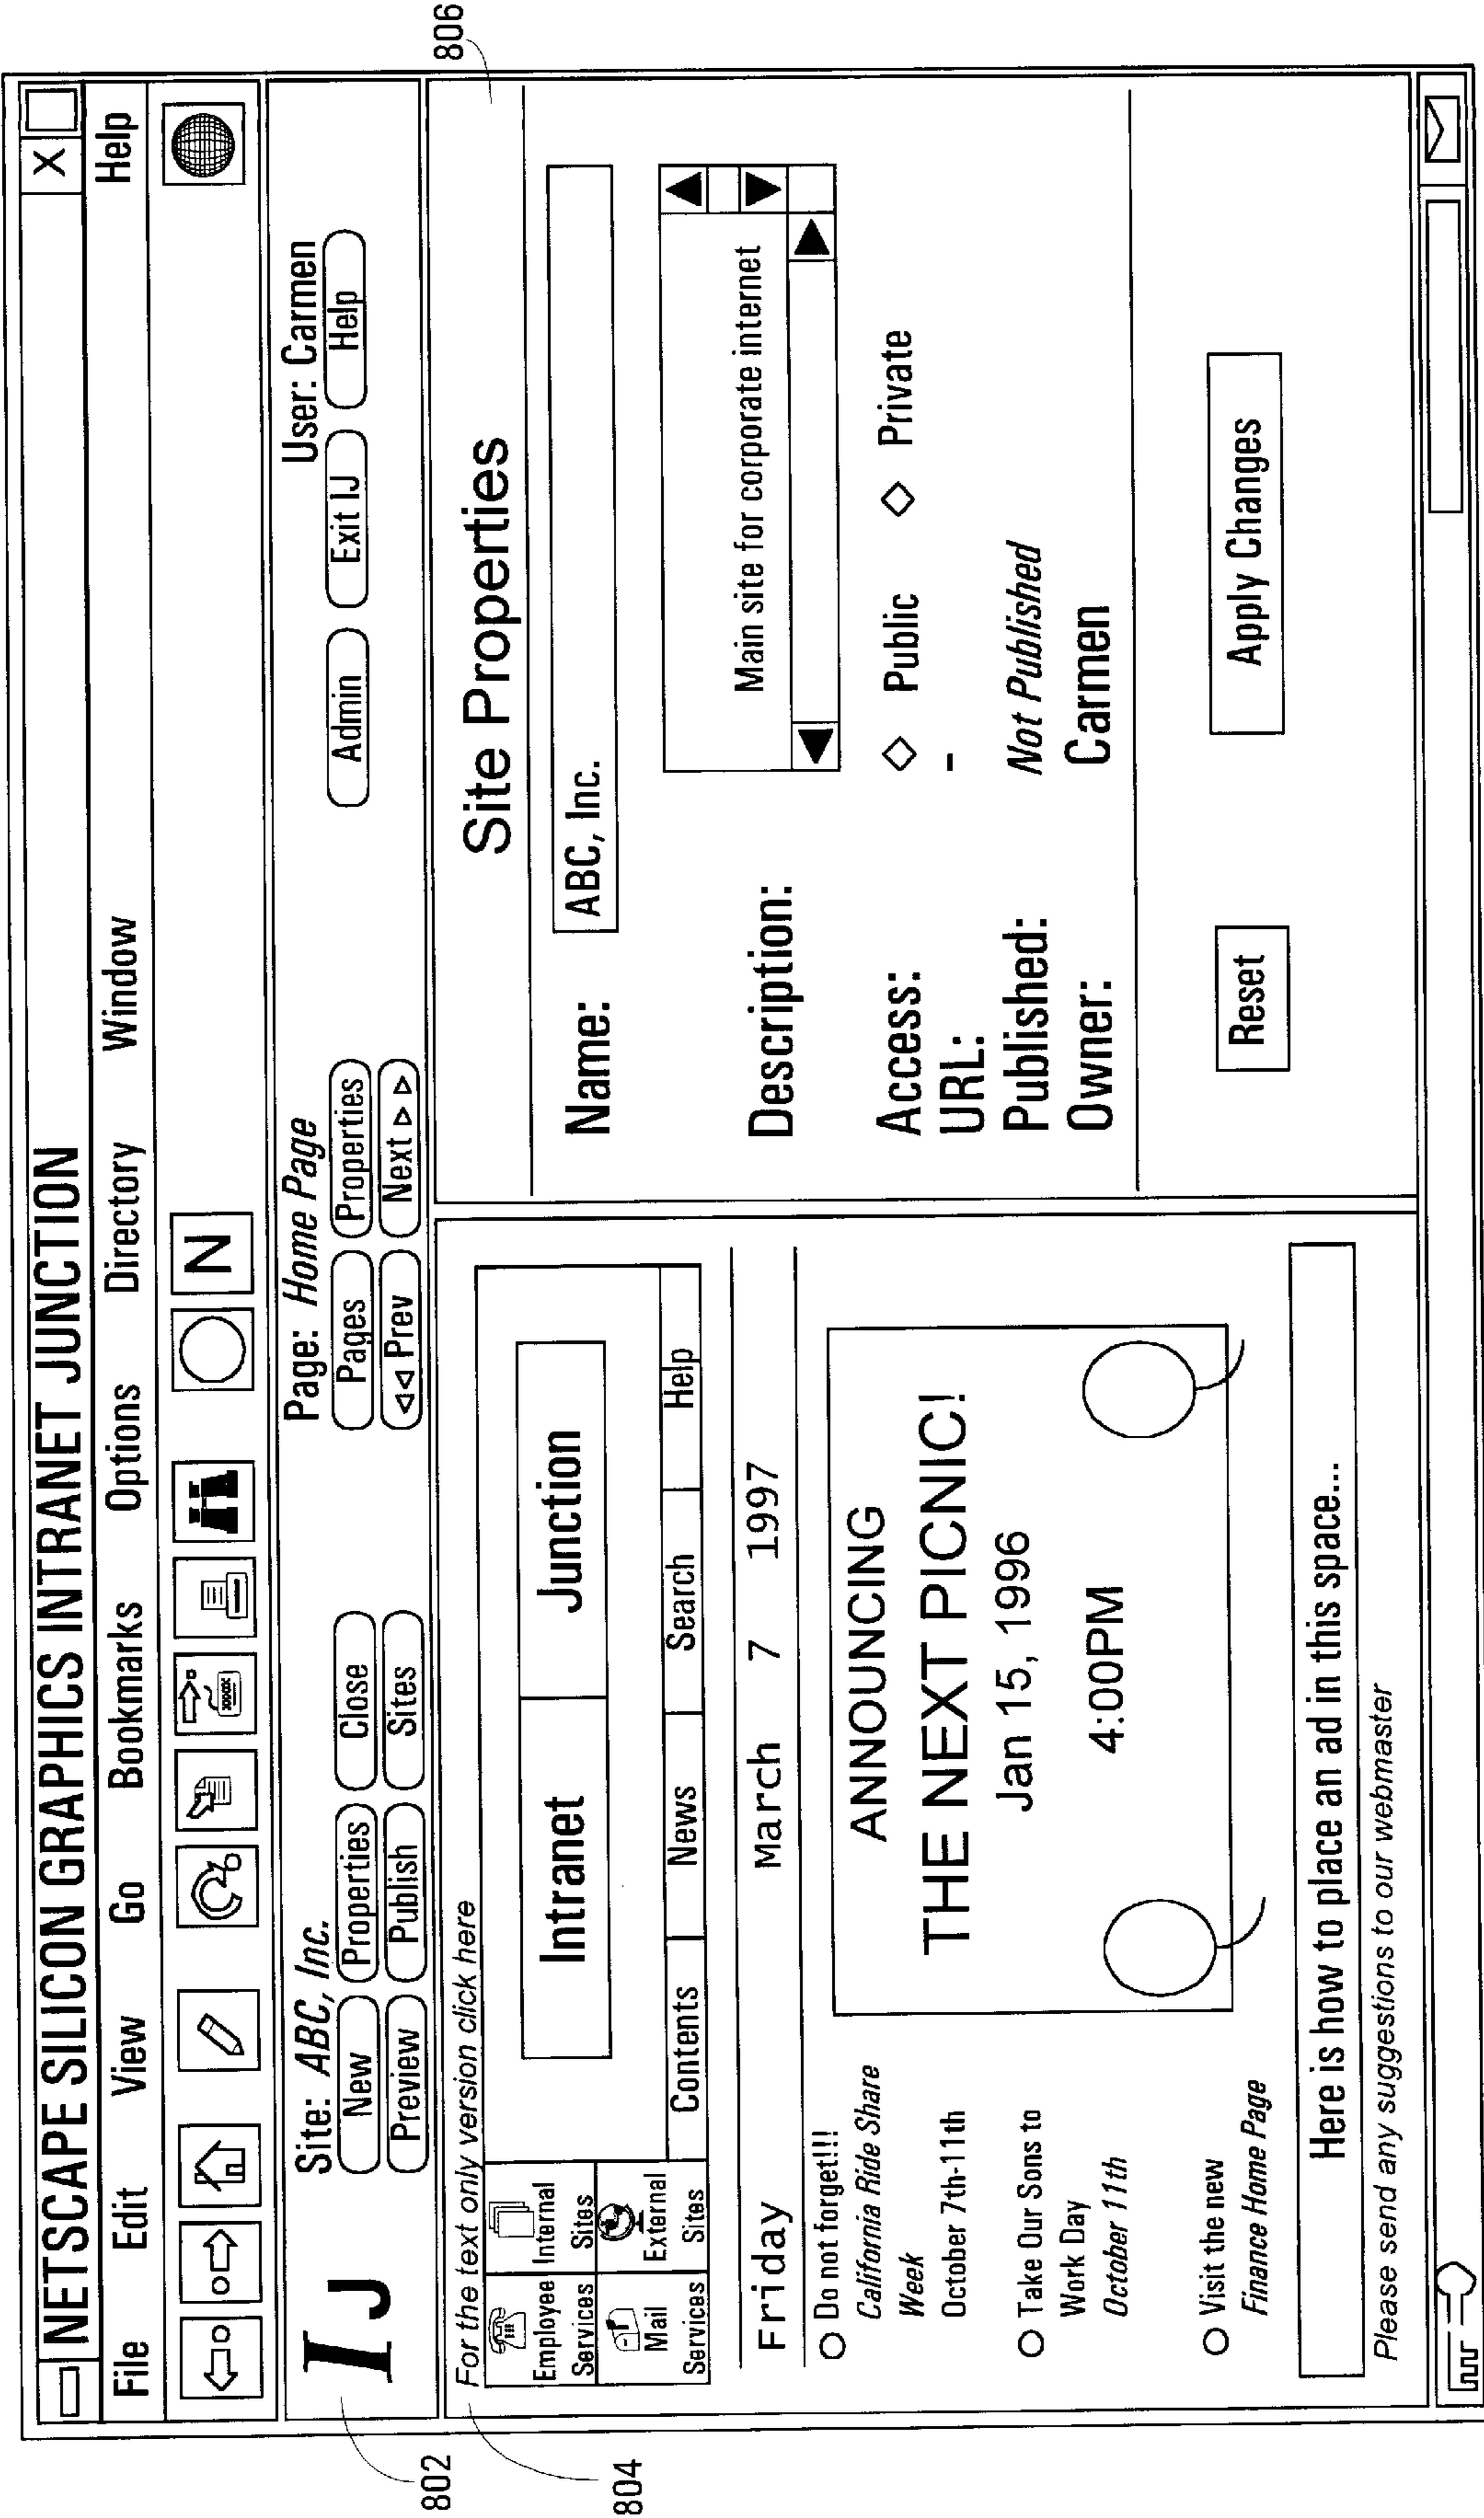 NETSCAPE SILICON GRAPHICS INTRANET JUNCTION X
File Edit View Go Bookmarks Options Directory Window Help
N
IJ
Site: ABC, Inc.
New Properties Close
Preview Publish Sites
Page: Home Page
Pages Properties
Prev Next
User: Carmen
Admin Exit IJ Help
802
804
806
For the text only version click here
Employee Services
Internal Sites
Mail Services
External Sites
Intranet Junction
Contents News Search Help
Friday March 7 1997
Do not forget!!!
California Ride Share
Week
October 7th-11th
Take Our Sons to
Work Day
October 11th
Visit the new
Finance Home Page
ANNOUNCING
THE NEXT PICNIC!
Jan 15, 1996
4:00PM
Here is how to place an ad in this space...
Please send any suggestions to our webmaster
Site Properties
Name: ABC, Inc.
Description: Main site for corporate internet
Access: Public Private
URL: -
Published: Not Published
Owner: Carmen
Reset Apply Changes